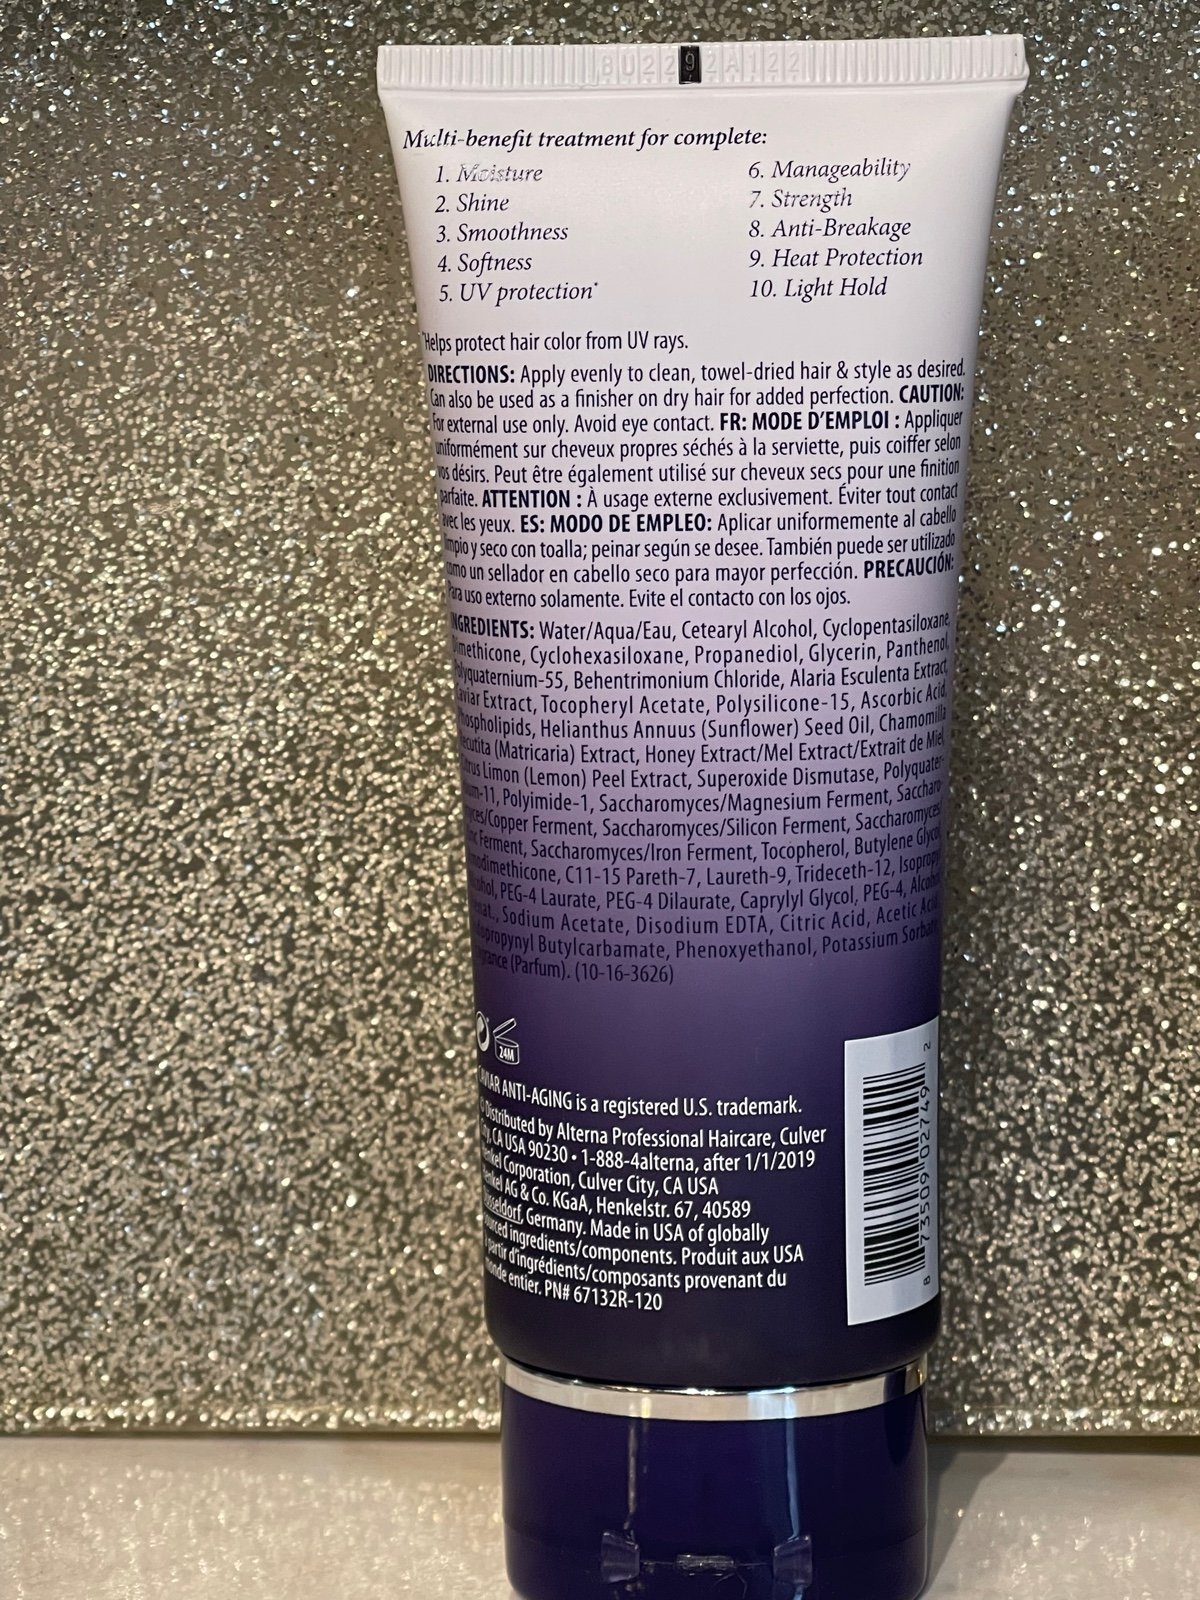 Multi-benefit treatment for complete:
1. Moisture
2. Shine
3. Smoothness
4. Softness
5. UV protection*
6. Manageability
7. Strength
8. Anti-Breakage
9. Heat Protection
10. Light Hold
*Helps protect hair color from UV rays.
DIRECTIONS: Apply evenly to clean, towel-dried hair & style as desired.
Can also be used as a finisher on dry hair for added perfection. CAUTION:
For external use only. Avoid eye contact. FR: MODE D'EMPLOI : Appliquer
uniformément sur cheveux propres séchés à la serviette, puis coiffer selon
vos désirs. Peut être également utilisé sur cheveux secs pour une finition
parfaite. ATTENTION : À usage externe exclusivement. Éviter tout contact
avec les yeux. ES: MODO DE EMPLEO: Aplicar uniformemente al cabello
limpio y seco con toalla; peinar según se desee. También puede ser utilizado
como un sellador en cabello seco para mayor perfección. PRECAUCIÓN:
Para uso externo solamente. Evite el contacto con los ojos.
INGREDIENTS: Water/Aqua/Eau, Cetearyl Alcohol, Cyclopentasiloxane,
Dimethicone, Cyclohexasiloxane, Propanediol, Glycerin, Panthenol,
Polyquaternium-55, Behentrimonium Chloride, Alaria Esculenta Extract,
Caviar Extract, Tocopheryl Acetate, Polysilicone-15, Ascorbic Acid,
Phospholipids, Helianthus Annuus (Sunflower) Seed Oil, Chamomilla
Recutita (Matricaria) Extract, Honey Extract/Mel Extract/Extrait de Miel,
Citrus Limon (Lemon) Peel Extract, Superoxide Dismutase, Polyquater-
nium-11, Polyimide-1, Saccharomyces/Magnesium Ferment, Saccharo-
myces/Copper Ferment, Saccharomyces/Silicon Ferment, Saccharomyces/
Zinc Ferment, Saccharomyces/Iron Ferment, Tocopherol, Butylene Glycol,
Amodimethicone, C11-15 Pareth-7, Laureth-9, Trideceth-12, Isopropyl
Alcohol, PEG-4 Laurate, PEG-4 Dilaurate, Caprylyl Glycol, PEG-4, Alcohol
Denat., Sodium Acetate, Disodium EDTA, Citric Acid, Acetic Acid,
Iodopropynyl Butylcarbamate, Phenoxyethanol, Potassium Sorbate,
Fragrance (Parfum). (10-16-3626)
24M
CAVIAR ANTI-AGING is a registered U.S. trademark.
Distributed by Alterna Professional Haircare, Culver
City, CA USA 90230 • 1-888-4alterna, after 1/1/2019
Henkel Corporation, Culver City, CA USA
Henkel AG & Co. KGaA, Henkelstr. 67, 40589
Düsseldorf, Germany. Made in USA of globally
sourced ingredients/components. Produit aux USA
à partir d'ingrédients/composants provenant du
monde entier. PN# 67132R-120
8 73509 02749 2